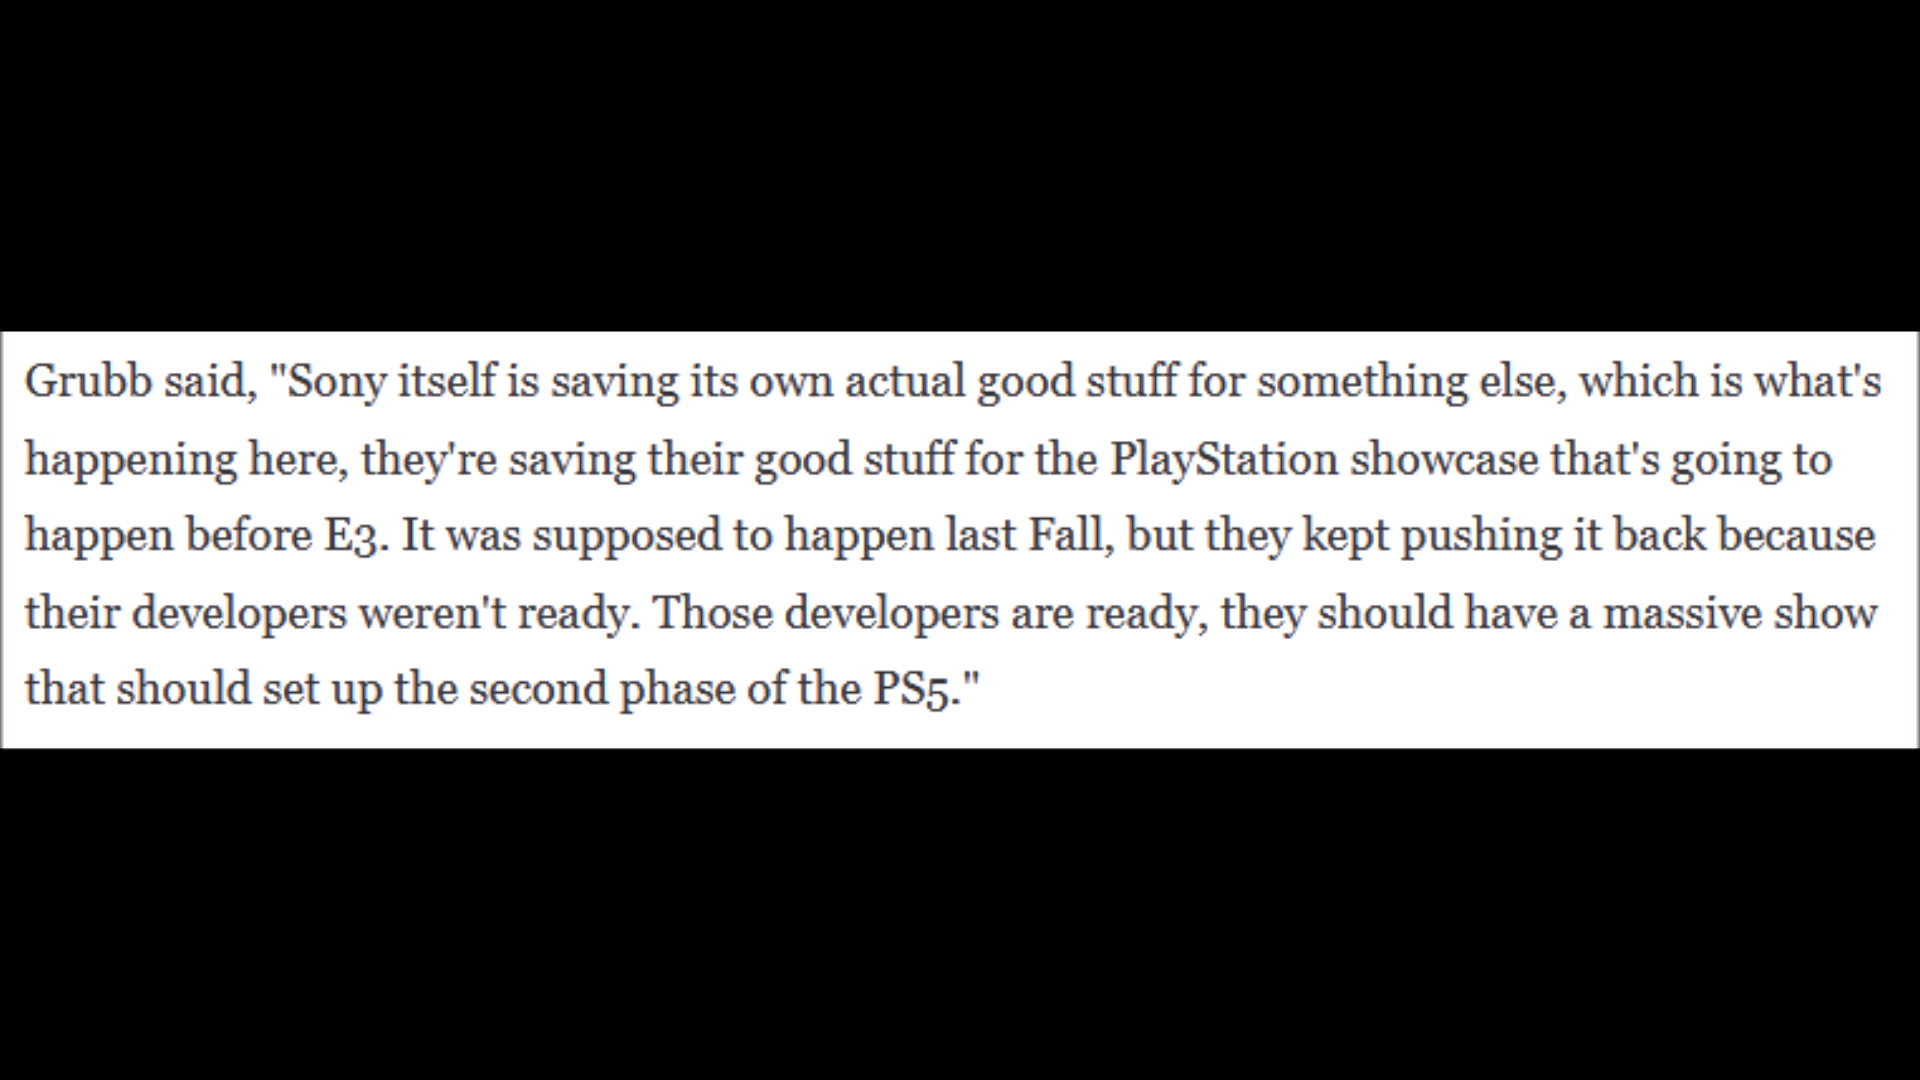 Grubb said, "Sony itself is saving its own actual good stuff for something else, which is what's
happening here, they're saving their good stuff for the PlayStation showcase that's going to
happen before E3. It was supposed to happen last Fall, but they kept pushing it back because
their developers weren't ready. Those developers are ready, they should have a massive show
that should set up the second phase of the PS5."